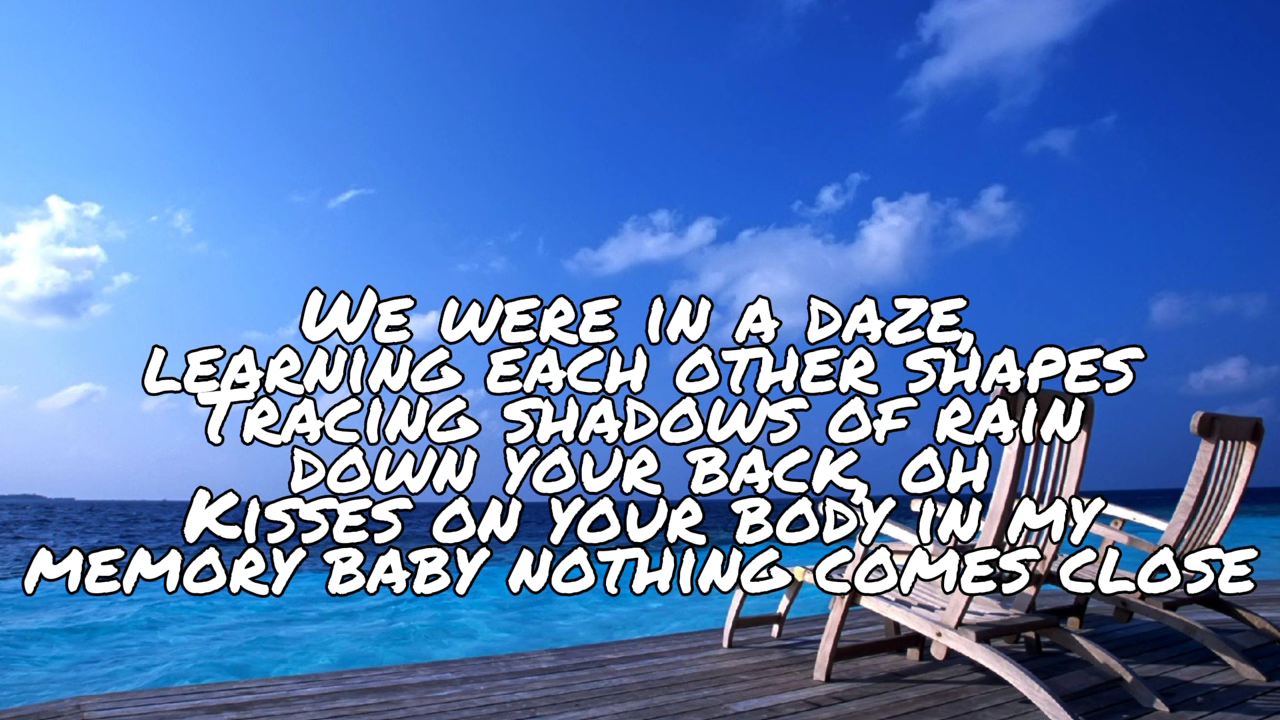 We were in a daze,
learning each other shapes
Tracing shadows of rain
down your back, oh
Kisses on your body in my
memory baby nothing comes close